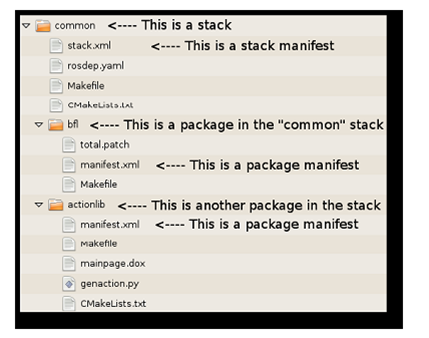 common <---- This is a stack
stack.xml <---- This is a stack manifest
rosdep.yaml
Makefile
CMakeLists.txt
bfl <---- This is a package in the "common" stack
total.patch
manifest.xml <---- This is a package manifest
Makefile
actionlib <---- This is another package in the stack
manifest.xml <---- This is a package manifest
Makefile
mainpage.dox
genaction.py
CMakeLists.txt